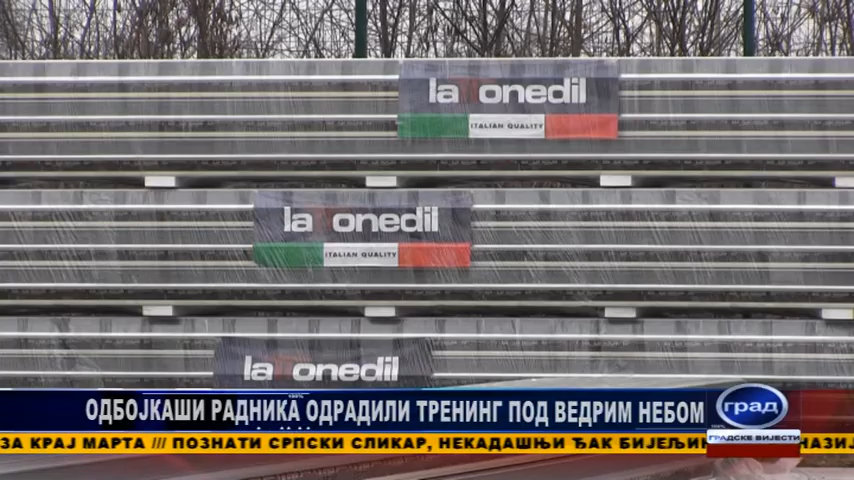 laTonedil
ITALIAN QUALITY
laTonedil
ITALIAN QUALITY
laTonedil
ОДБОЈКАШИ РАДНИКА ОДРАДИЛИ ТРЕНИНГ ПОД ВЕДРИМ НЕБОМ
град
ГРАДСКЕ ВИЈЕСТИ
ЗА КРАЈ МАРТА /// ПОЗНАТИ СРПСКИ СЛИКАР, НЕКАДАШЊИ ЂАК